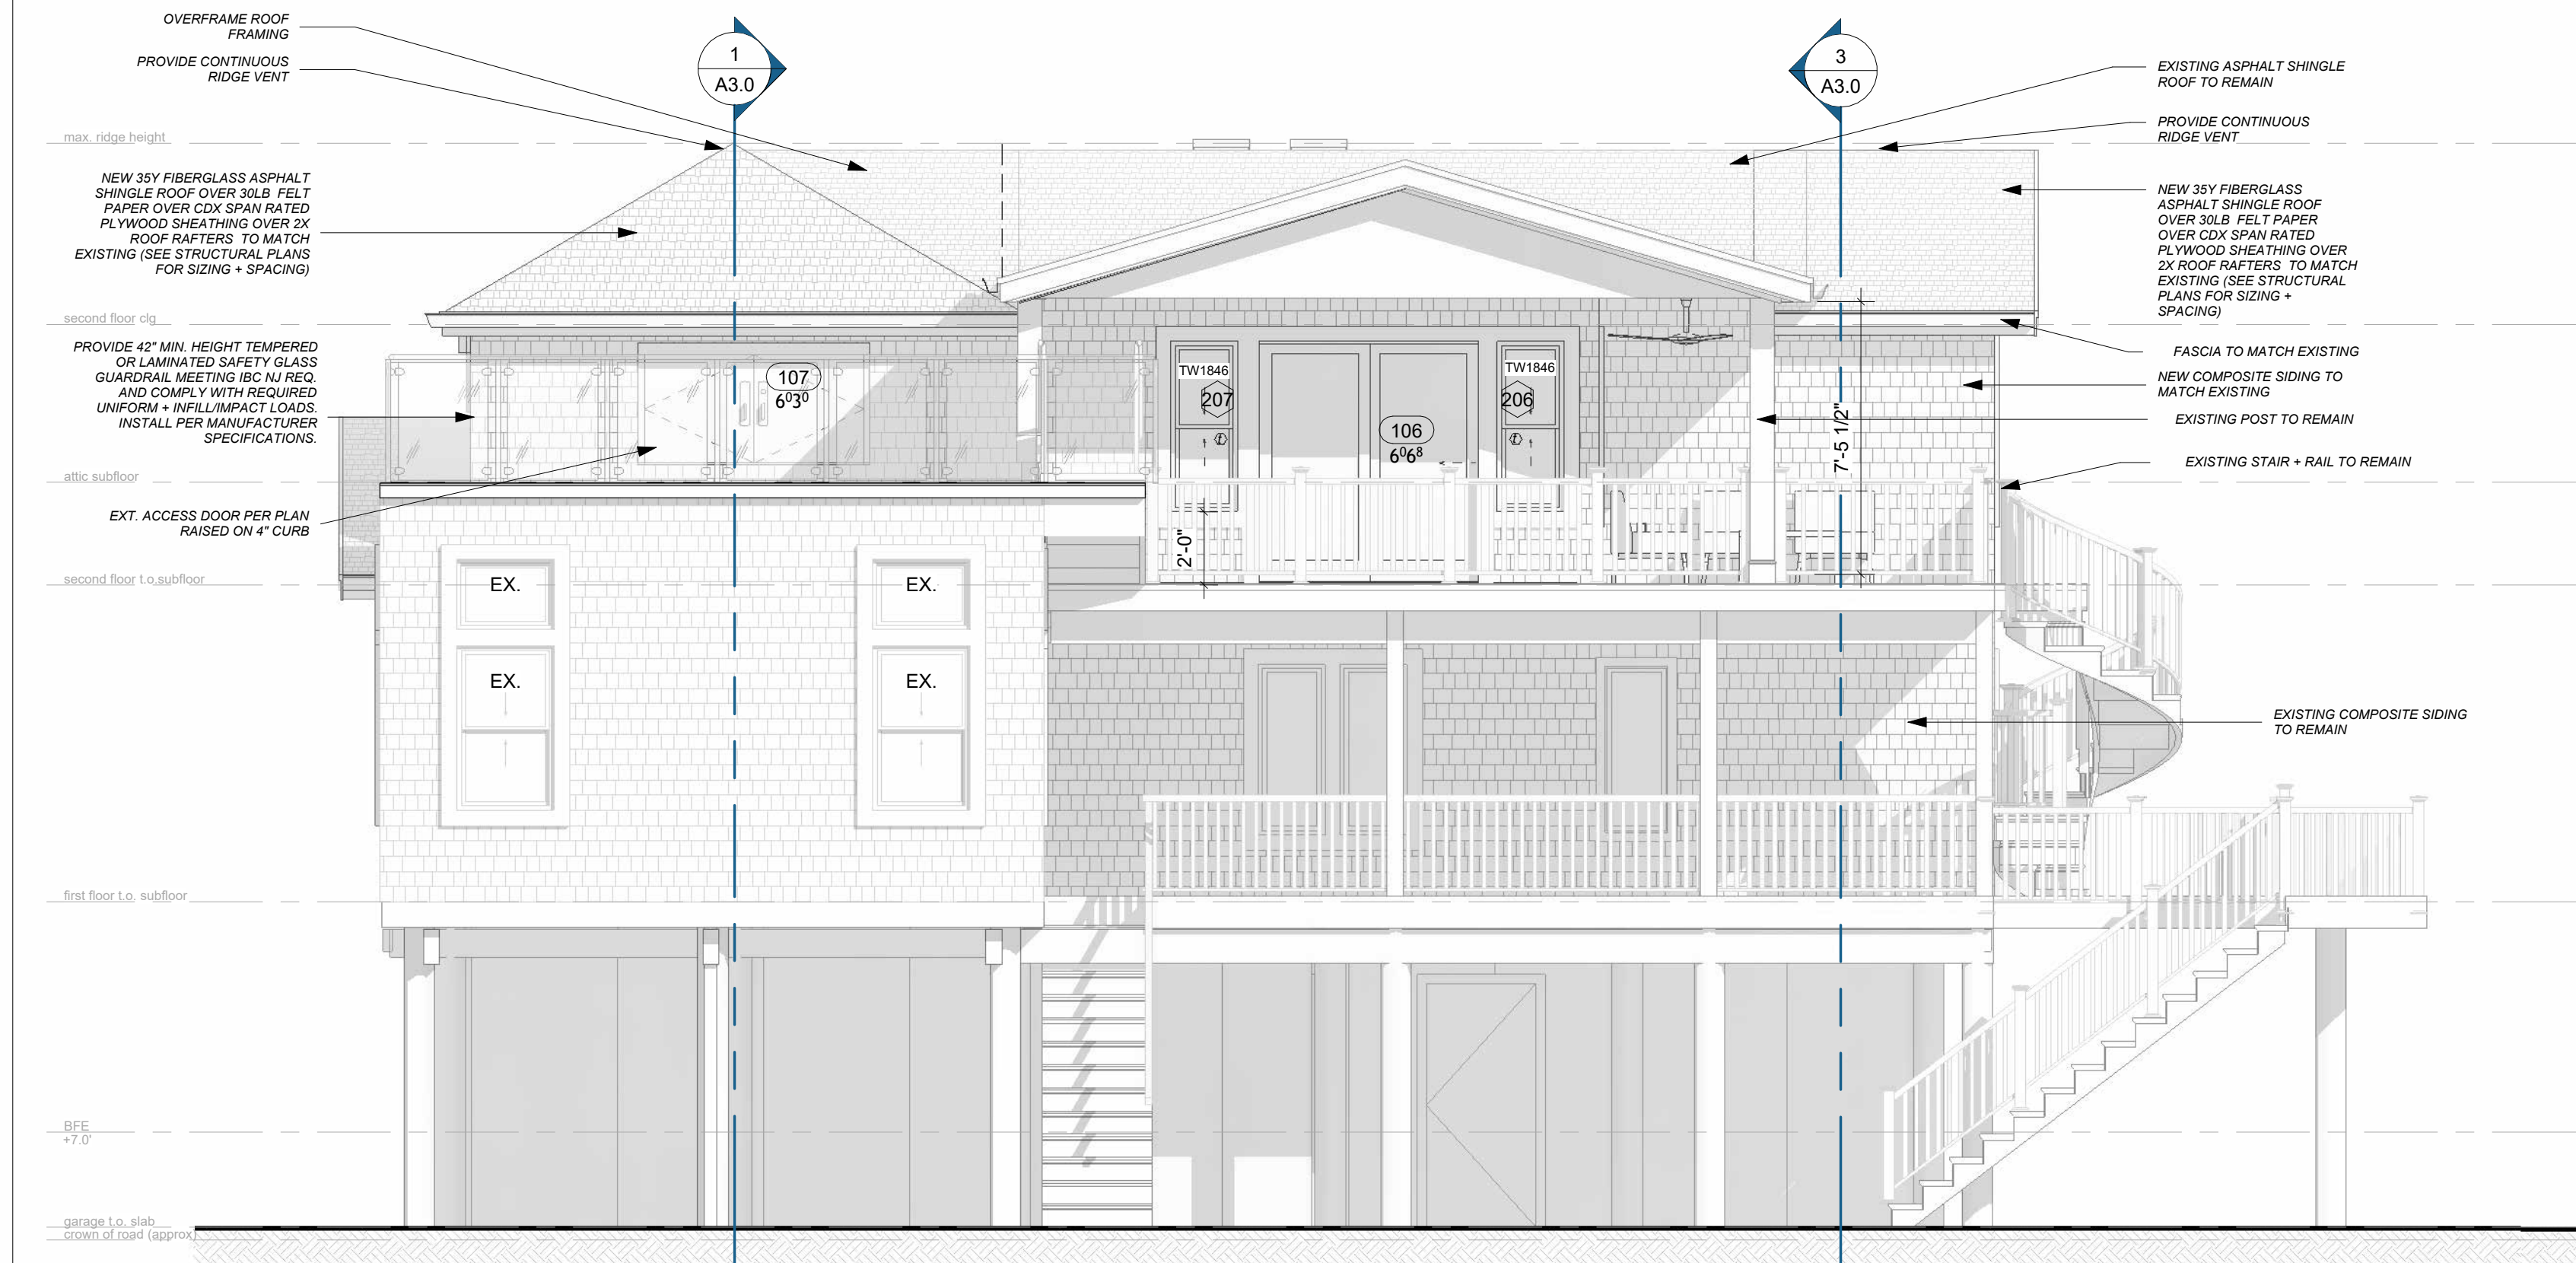 OVERFRAME ROOF
FRAMING
PROVIDE CONTINUOUS
RIDGE VENT
1
A3.0
3
A3.0
EXISTING ASPHALT SHINGLE
ROOF TO REMAIN
PROVIDE CONTINUOUS
RIDGE VENT
max. ridge height
NEW 35Y FIBERGLASS ASPHALT
SHINGLE ROOF OVER 30LB FELT
PAPER OVER CDX SPAN RATED
PLYWOOD SHEATHING OVER 2X
ROOF RAFTERS TO MATCH
EXISTING (SEE STRUCTURAL PLANS
FOR SIZING + SPACING)
NEW 35Y FIBERGLASS
ASPHALT SHINGLE ROOF
OVER 30LB FELT PAPER
OVER CDX SPAN RATED
PLYWOOD SHEATHING OVER
2X ROOF RAFTERS TO MATCH
EXISTING (SEE STRUCTURAL
PLANS FOR SIZING +
SPACING)
second floor clg
PROVIDE 42" MIN. HEIGHT TEMPERED
OR LAMINATED SAFETY GLASS
GUARDRAIL MEETING IBC NJ REQ.
AND COMPLY WITH REQUIRED
UNIFORM + INFILL/IMPACT LOADS.
INSTALL PER MANUFACTURER
SPECIFICATIONS.
107
6⁰3⁰
TW1846
207
106
6⁰6⁸
TW1846
206
7'-5 1/2"
FASCIA TO MATCH EXISTING
NEW COMPOSITE SIDING TO
MATCH EXISTING
EXISTING POST TO REMAIN
EXISTING STAIR + RAIL TO REMAIN
attic subfloor
EXT. ACCESS DOOR PER PLAN
RAISED ON 4" CURB
2'-0"
second floor t.o.subfloor
EX.
EX.
EX.
EX.
EXISTING COMPOSITE SIDING
TO REMAIN
first floor t.o. subfloor
BFE
+7.0'
garage t.o. slab
crown of road (approx)